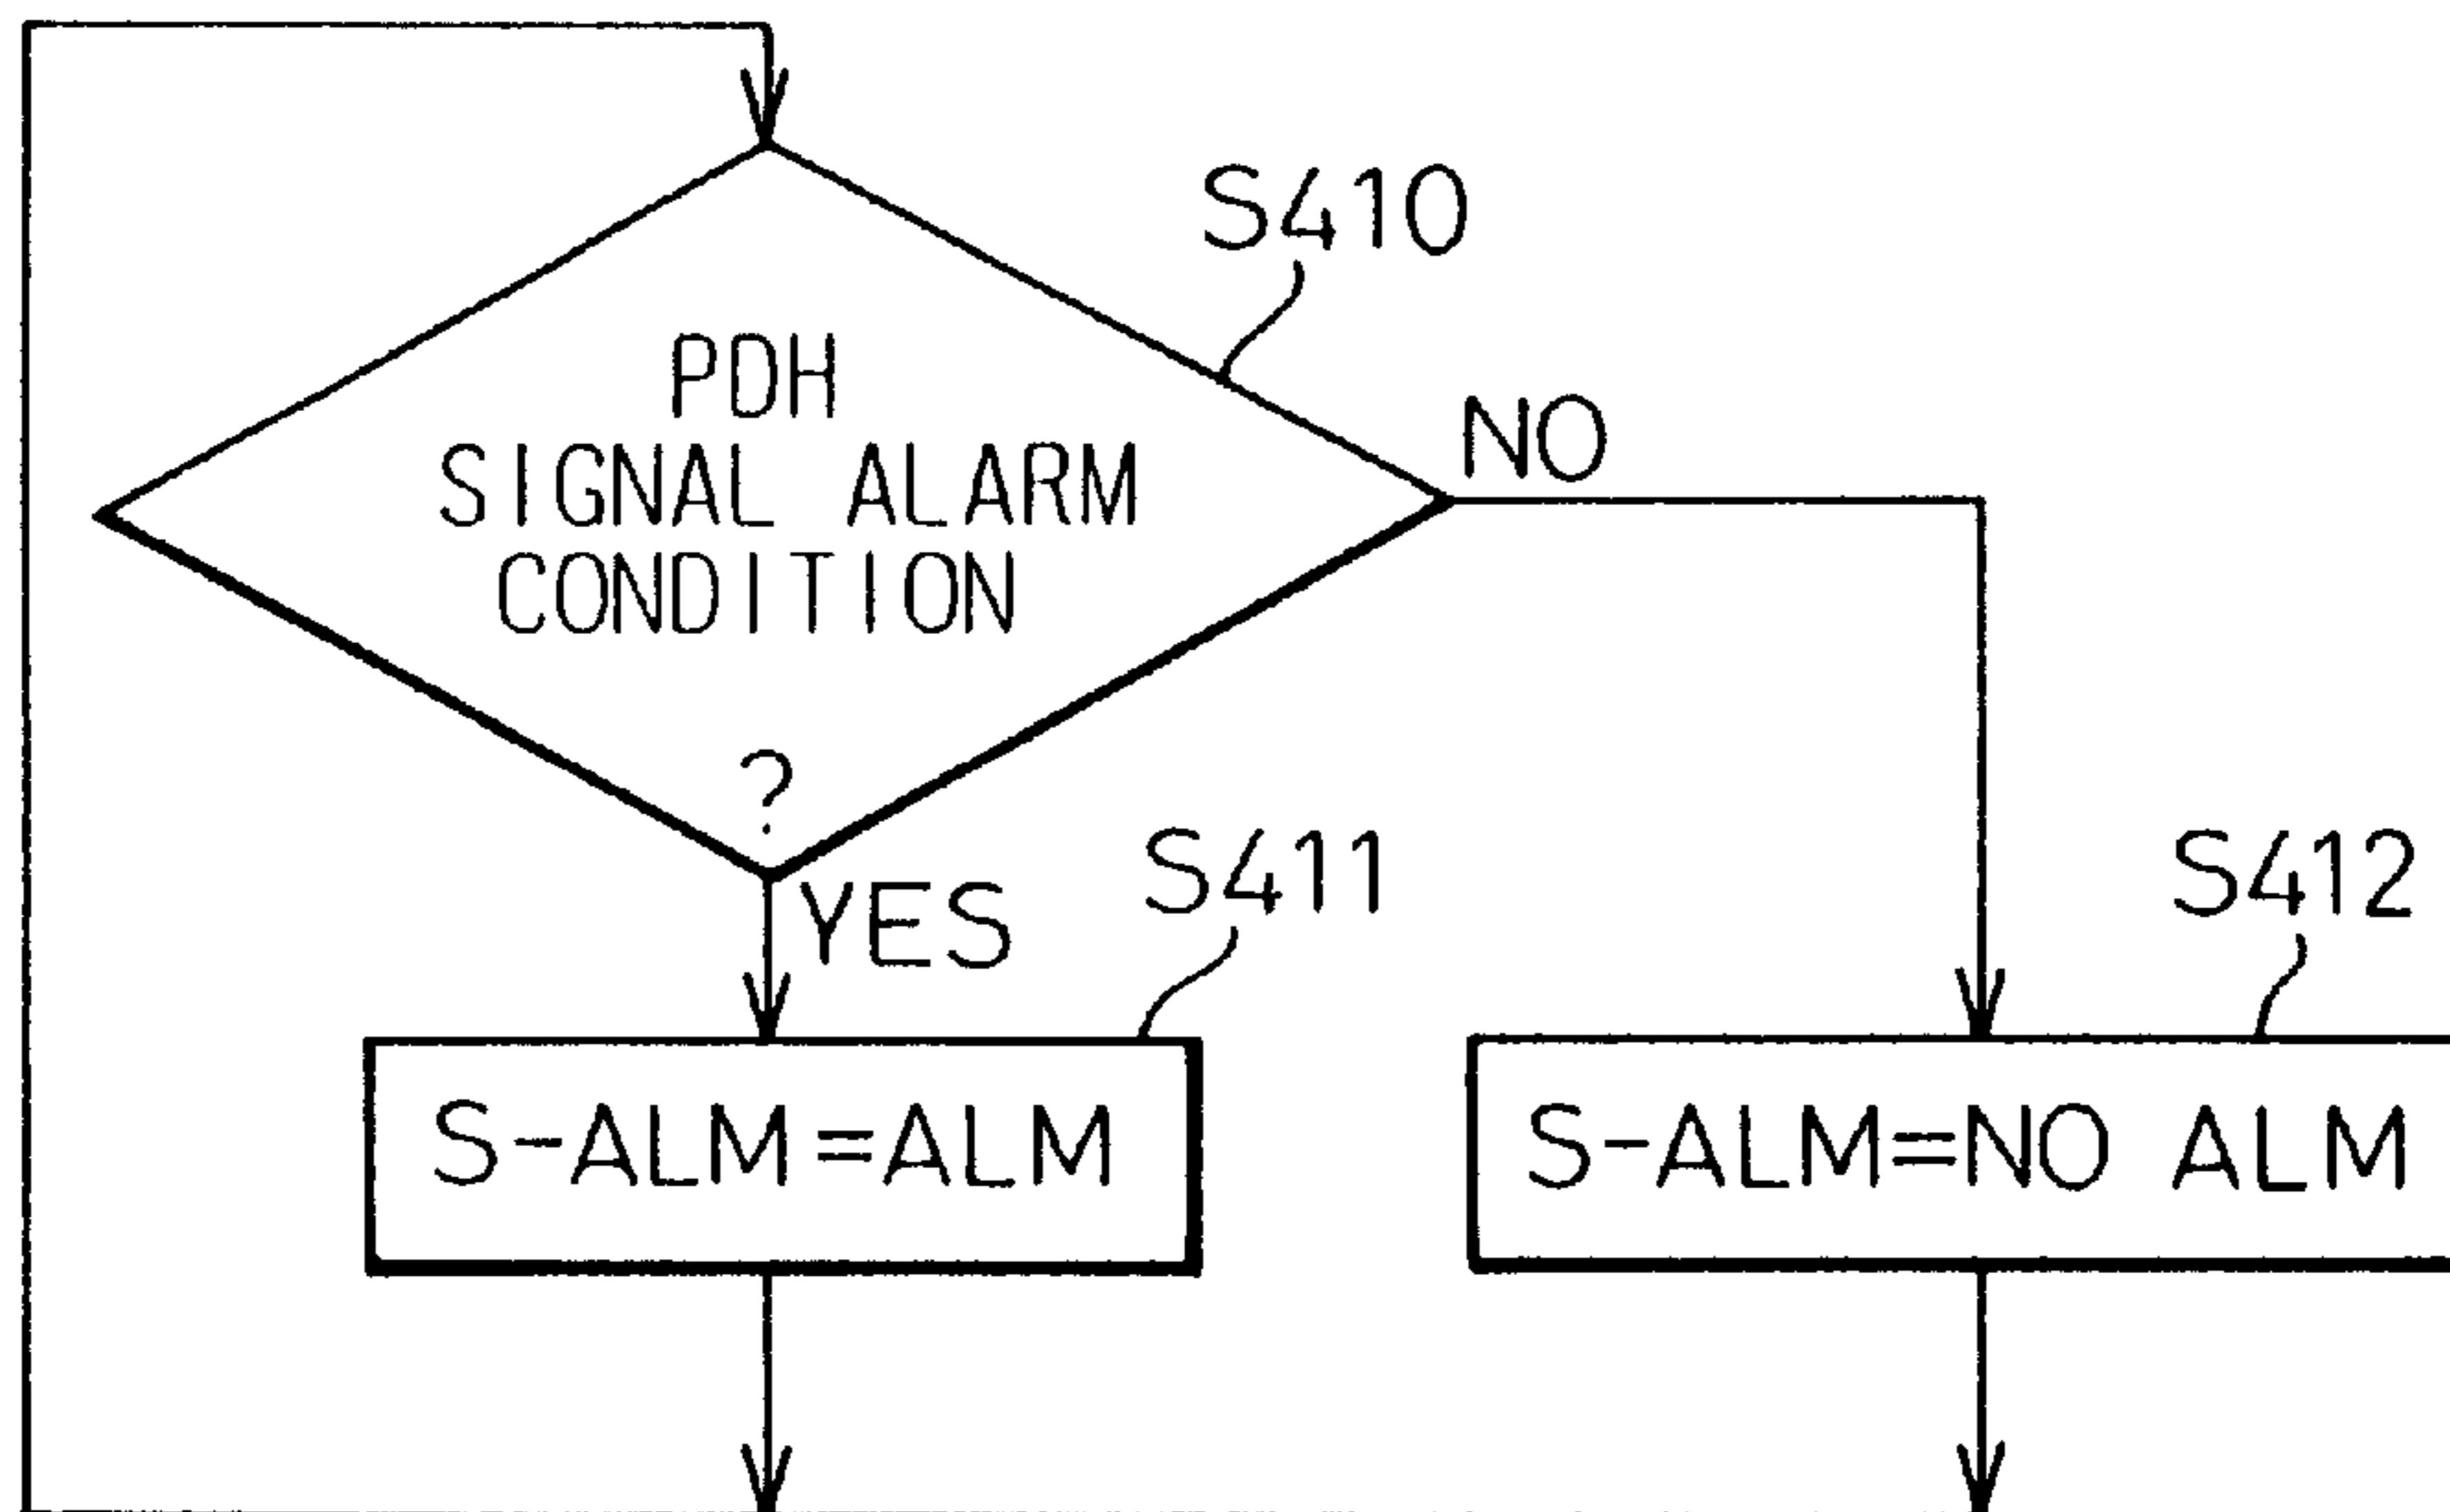 S410
PDH
SIGNAL ALARM
CONDITION
?
NO
YES
S411
S412
S-ALM=ALM
S-ALM=NO ALM